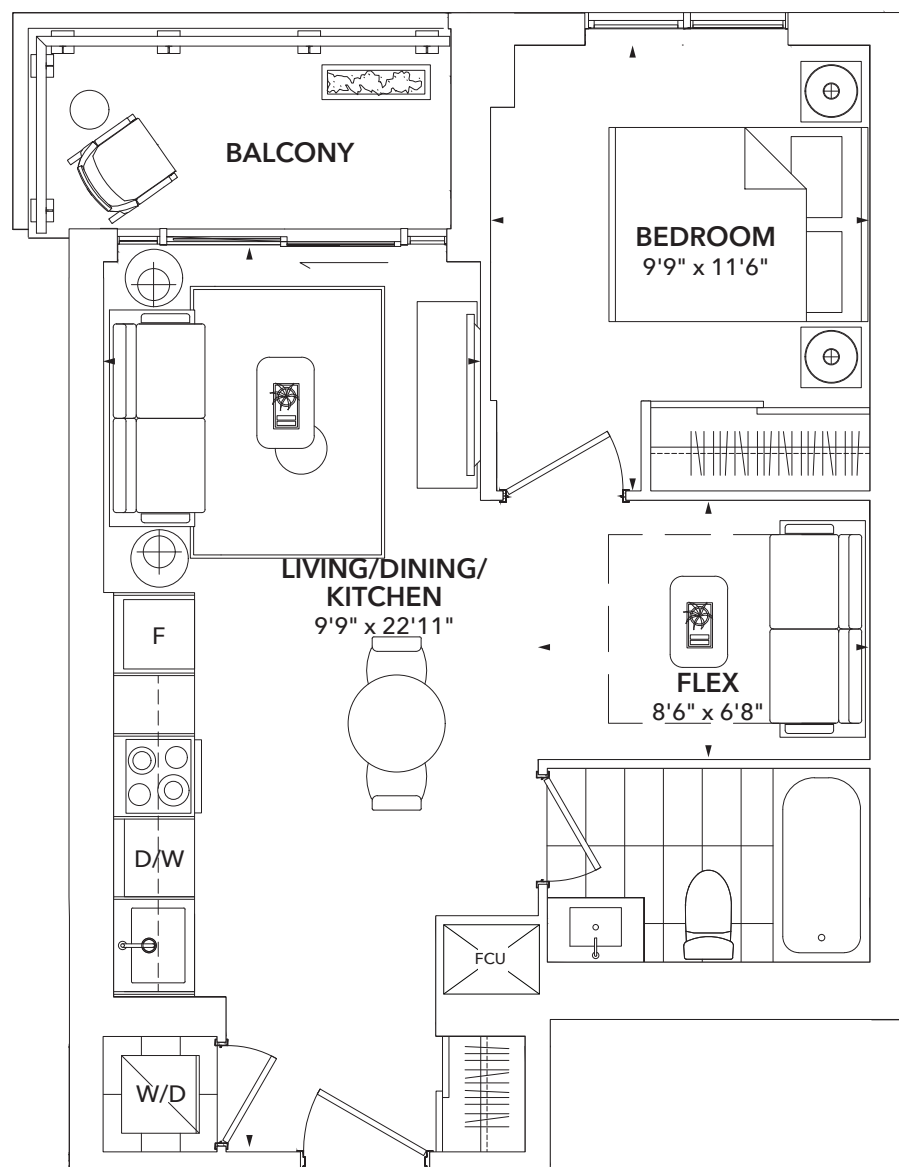 BALCONY
BEDROOM
9'9" x 11'6"
LIVING/DINING/
KITCHEN
9'9" x 22'11"
F
FLEX
8'6" x 6'8"
D/W
FCU
W/D